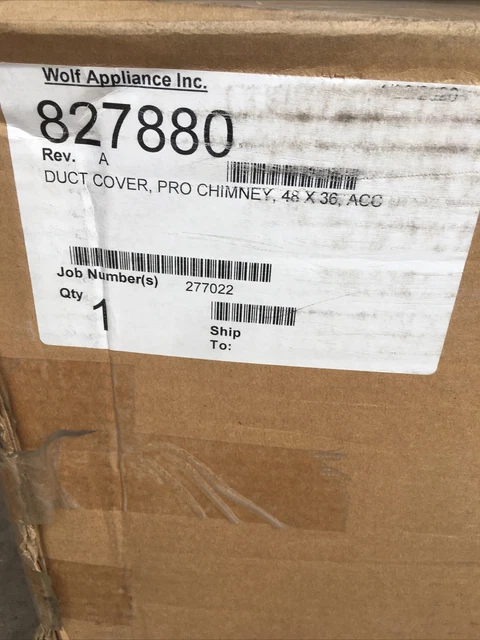 Wolf Appliance Inc.
827880
Rev. A
DUCT COVER, PRO CHIMNEY, 48 X 36, ACC
Job Number(s) 277022
Qty 1
Ship
To: